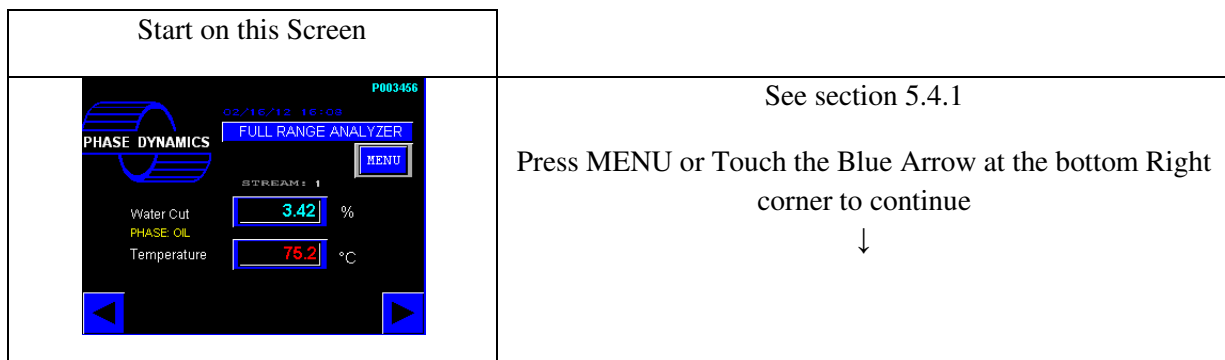 Start on this Screen
P003456
02/16/12 16:09
PHASE DYNAMICS
FULL RANGE ANALYZER
MENU
STREAM: 1
Water Cut 3.42 %
PHASE: OIL
Temperature 75.2 °C
See section 5.4.1
Press MENU or Touch the Blue Arrow at the bottom Right
corner to continue
↓